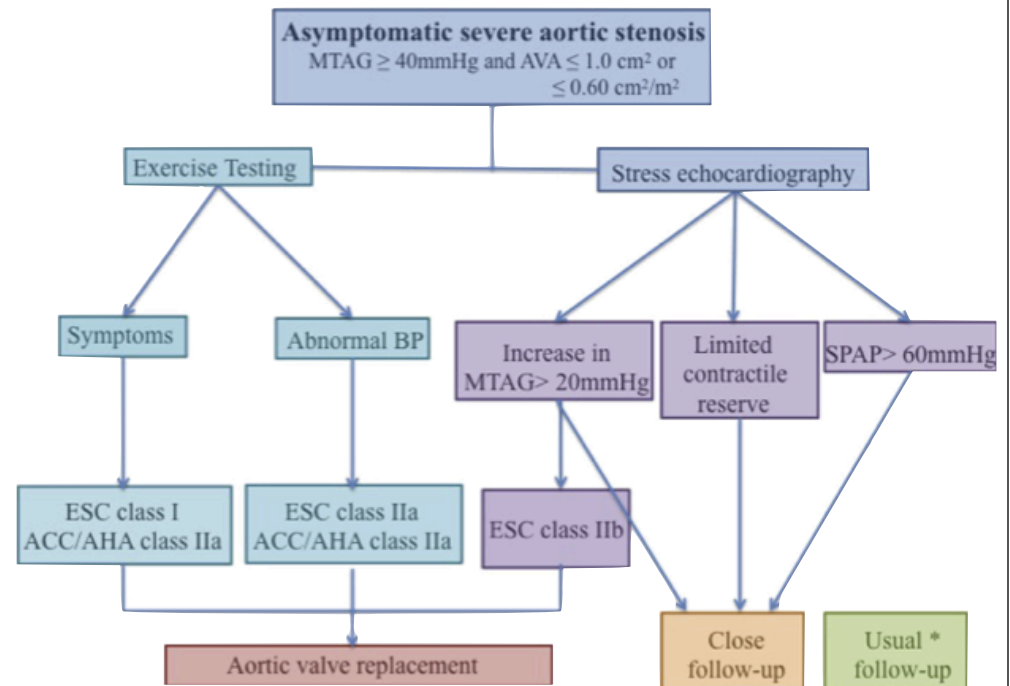 Asymptomatic severe aortic stenosis
MTAG ≥ 40mmHg and AVA ≤ 1.0 cm² or
≤ 0.60 cm²/m²
Exercise Testing
Stress echocardiography
Symptoms
Abnormal BP
Increase in
MTAG> 20mmHg
Limited
contractile
reserve
SPAP> 60mmHg
ESC class I
ACC/AHA class IIa
ESC class IIa
ACC/AHA class IIa
ESC class IIb
Aortic valve replacement
Close
follow-up
Usual *
follow-up